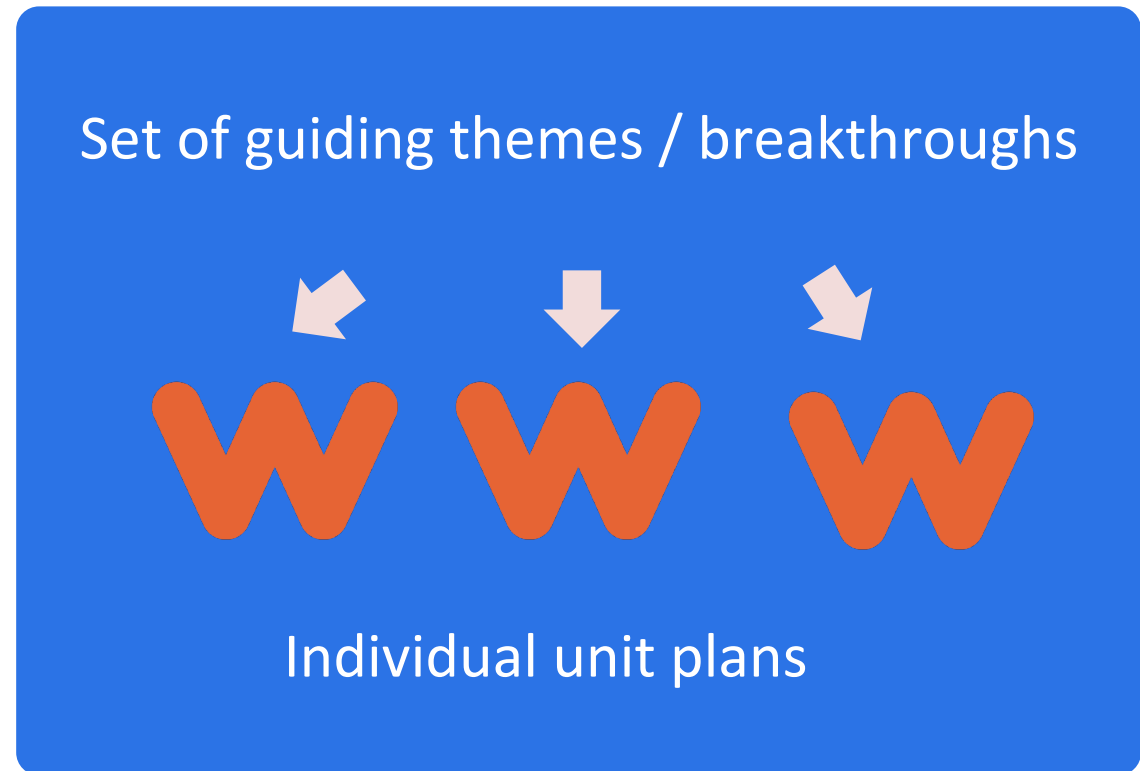 Set of guiding themes / breakthroughs
W W W
Individual unit plans